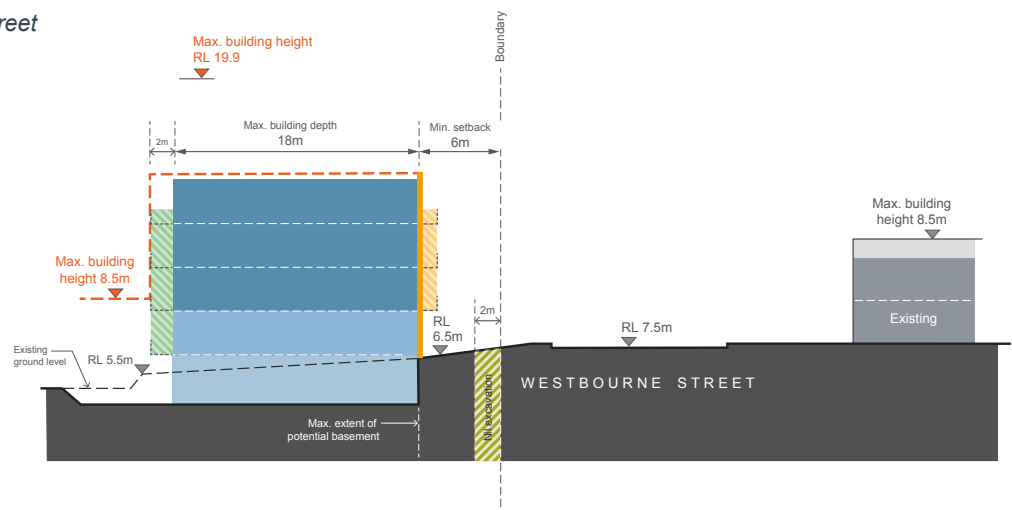 reet
Max. building height
RL 19.9
Boundary
Max. building depth
18m
2m
Min. setback
6m
Max. building
height 8.5m
Max. building
height 8.5m
2m
RL
6.5m
RL 7.5m
Existing
Existing
ground level
RL 5.5m
WESTBOURNE STREET
Nil excavation
Max. extent of
potential basement